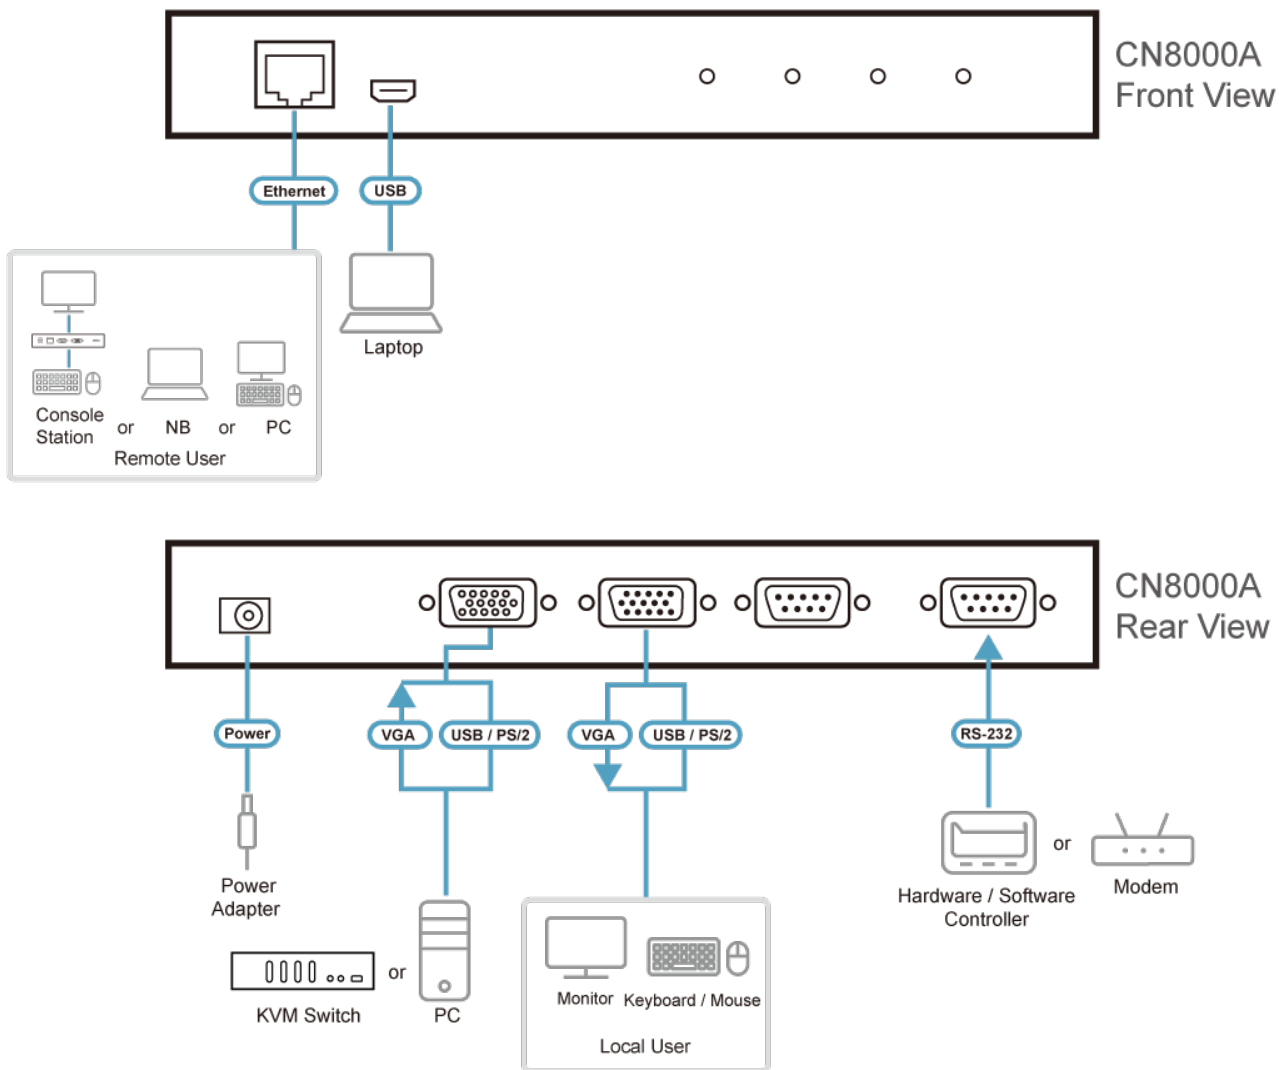 CN8000A
Front View
Ethernet
USB
Laptop
Console
Station
or
NB
or
PC
Remote User
CN8000A
Rear View
Power
VGA
USB / PS/2
VGA
USB / PS/2
RS-232
Power
Adapter
KVM Switch
or
PC
Monitor
Keyboard / Mouse
Local User
Hardware / Software
Controller
or
Modem